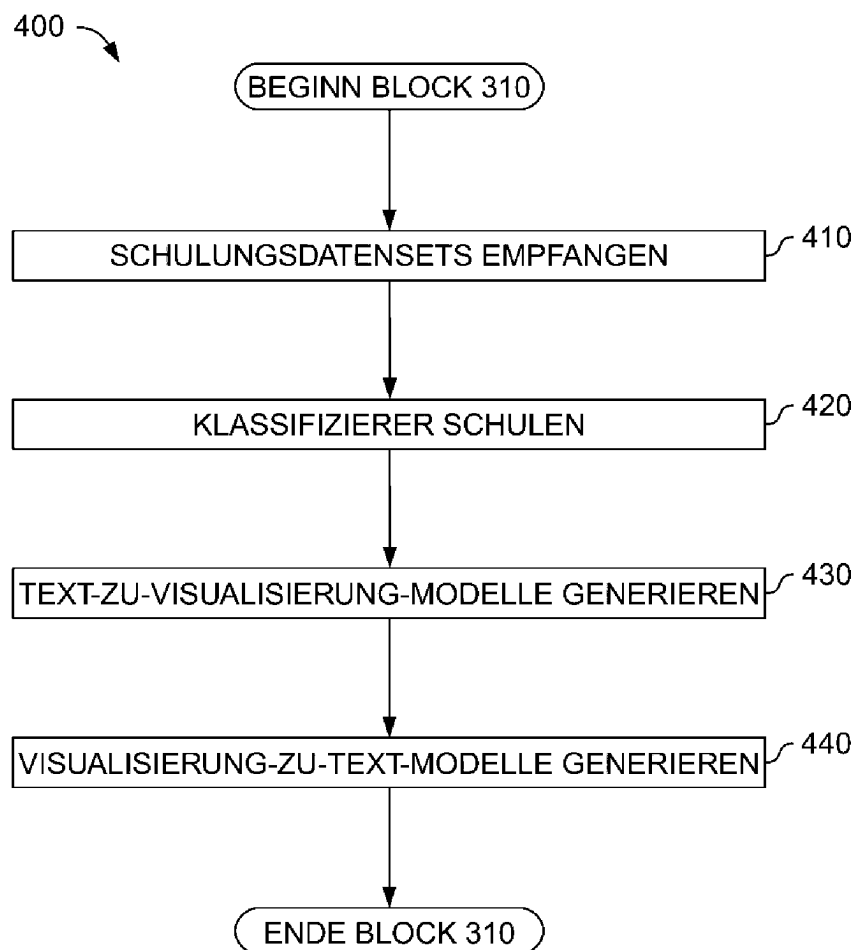 400
BEGINN BLOCK 310
SCHULUNGSDATENSETS EMPFANGEN
410
KLASSIFIZIERER SCHULEN
420
TEXT-ZU-VISUALISIERUNG-MODELLE GENERIEREN
430
VISUALISIERUNG-ZU-TEXT-MODELLE GENERIEREN
440
ENDE BLOCK 310